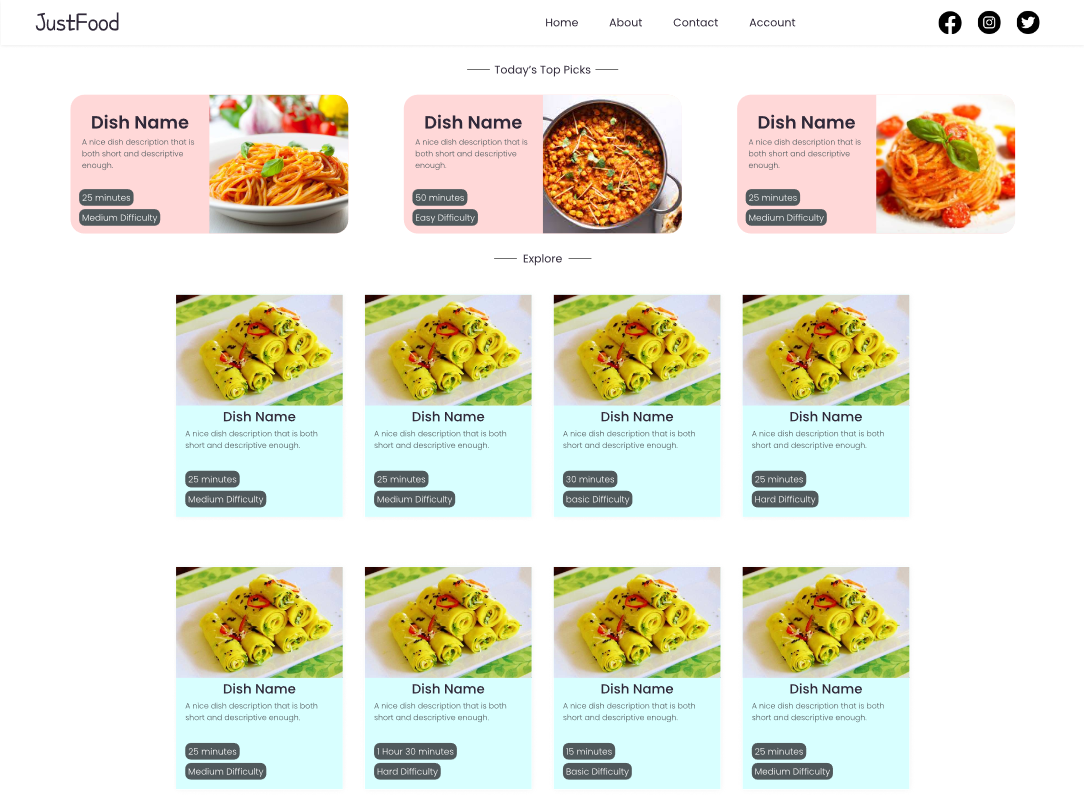 JustFood
Home About Contact Account
Today's Top Picks
Dish Name
A nice dish description that is
both short and descriptive
enough.
25 minutes
Medium Difficulty
Dish Name
A nice dish description that is
both short and descriptive
enough.
50 minutes
Easy Difficulty
Dish Name
A nice dish description that is
both short and descriptive
enough.
25 minutes
Medium Difficulty
Explore
Dish Name
A nice dish description that is both
short and descriptive enough.
25 minutes
Medium Difficulty
Dish Name
A nice dish description that is both
short and descriptive enough.
25 minutes
Medium Difficulty
Dish Name
A nice dish description that is both
short and descriptive enough.
30 minutes
basic Difficulty
Dish Name
A nice dish description that is both
short and descriptive enough.
25 minutes
Hard Difficulty
Dish Name
A nice dish description that is both
short and descriptive enough.
25 minutes
Medium Difficulty
Dish Name
A nice dish description that is both
short and descriptive enough.
1 Hour 30 minutes
Hard Difficulty
Dish Name
A nice dish description that is both
short and descriptive enough.
15 minutes
Basic Difficulty
Dish Name
A nice dish description that is both
short and descriptive enough.
25 minutes
Medium Difficulty